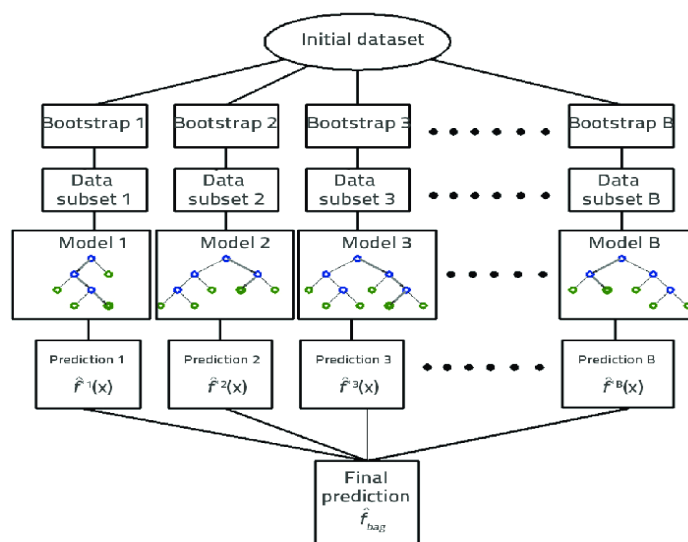 Initial dataset
Bootstrap 1
Bootstrap 2
Bootstrap 3
Bootstrap B
Data
subset 1
Data
subset 2
Data
subset 3
Data
subset B
Model 1
Model 2
Model 3
Model B
Prediction 1
f̂¹(x)
Prediction 2
f̂²(x)
Prediction 3
f̂³(x)
Prediction B
f̂ᴮ(x)
Final
prediction
f̂bag